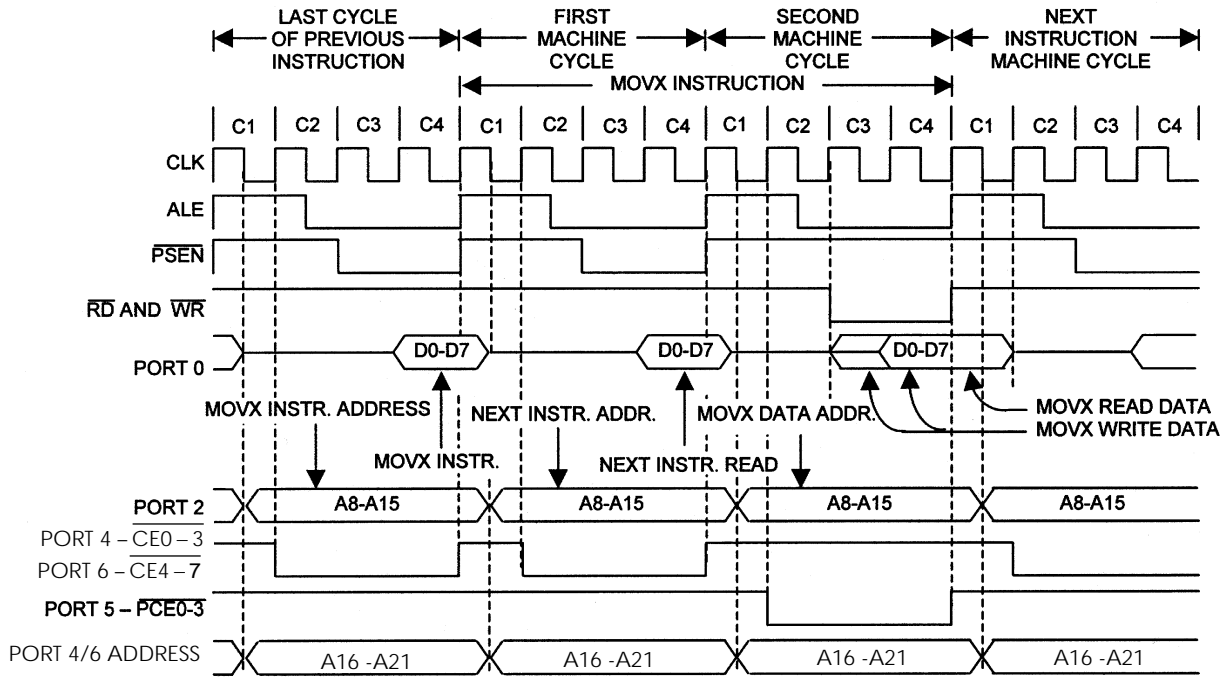 LAST CYCLE
OF PREVIOUS
INSTRUCTION
FIRST
MACHINE
CYCLE
SECOND
MACHINE
CYCLE
NEXT
INSTRUCTION
MACHINE CYCLE
MOVX INSTRUCTION
C1 C2 C3 C4 C1 C2 C3 C4 C1 C2 C3 C4 C1 C2 C3 C4
CLK
ALE
PSEN
RD AND WR
PORT 0
D0-D7 D0-D7 D0-D7
MOVX INSTR. ADDRESS NEXT INSTR. ADDR. MOVX DATA ADDR.
MOVX READ DATA
MOVX WRITE DATA
MOVX INSTR. NEXT INSTR. READ
PORT 2 A8-A15 A8-A15 A8-A15 A8-A15
PORT 4 – CE0 – 3
PORT 6 – CE4 – 7
PORT 5 – PCE0-3
PORT 4/6 ADDRESS A16 -A21 A16 -A21 A16 -A21 A16 -A21